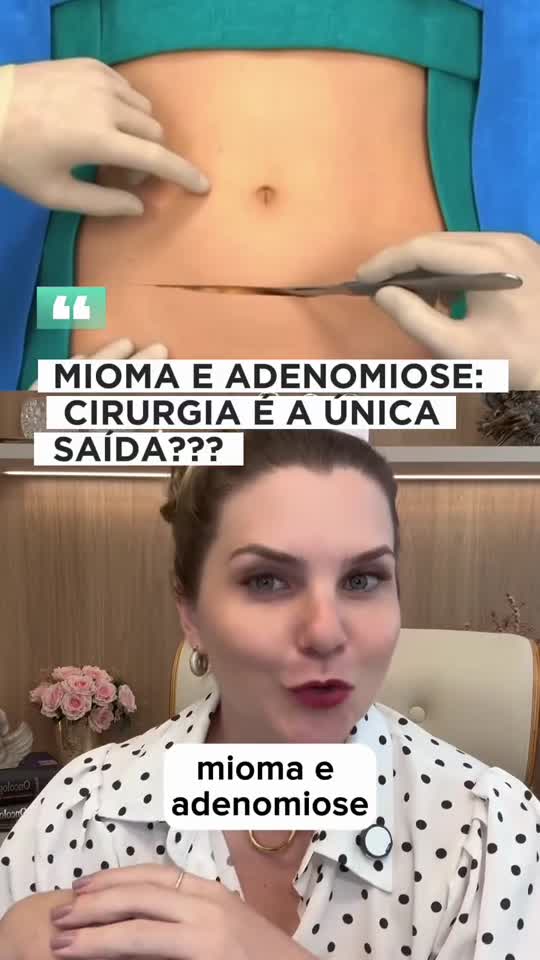 MIOMA E ADENOMIOSE:
CIRURGIA É A ÚNICA
SAÍDA???
mioma e
adenomiose